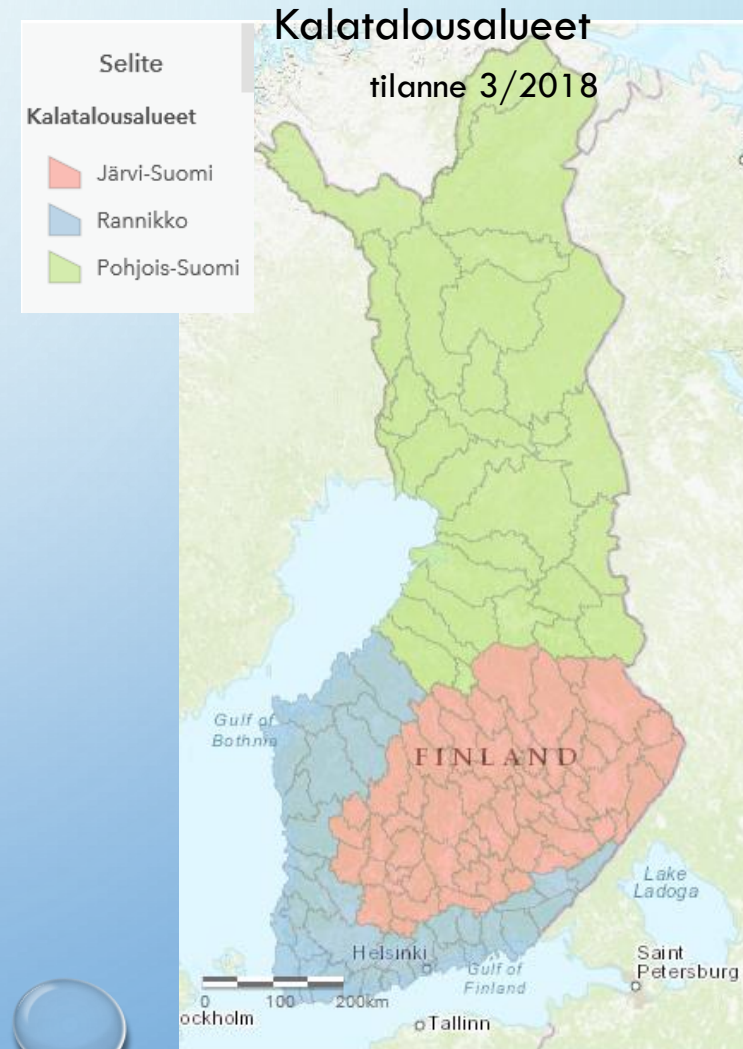 Kalatalousalueet
tilanne 3/2018
Selite
Kalatalousalueet
Järvi-Suomi
Rannikko
Pohjois-Suomi
Gulf of
Bothnia
FINLAND
Lake
Ladoga
Helsinki
Gulf of
Finland
Saint
Petersburg
0 100 200km
ockholm
Tallinn